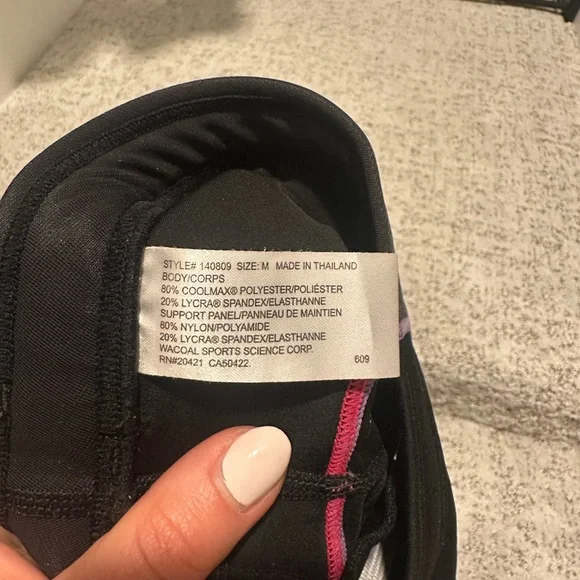 STYLE# 140809 SIZE: M MADE IN THAILAND
BODY/CORPS
80% COOLMAX® POLYESTER/POLIÉSTER
20% LYCRA® SPANDEX/ELASTHANNE
SUPPORT PANEL/PANNEAU DE MAINTIEN
80% NYLON/POLYAMIDE
20% LYCRA® SPANDEX/ELASTHANNE
WACOAL SPORTS SCIENCE CORP.
RN#20421 CA50422 609